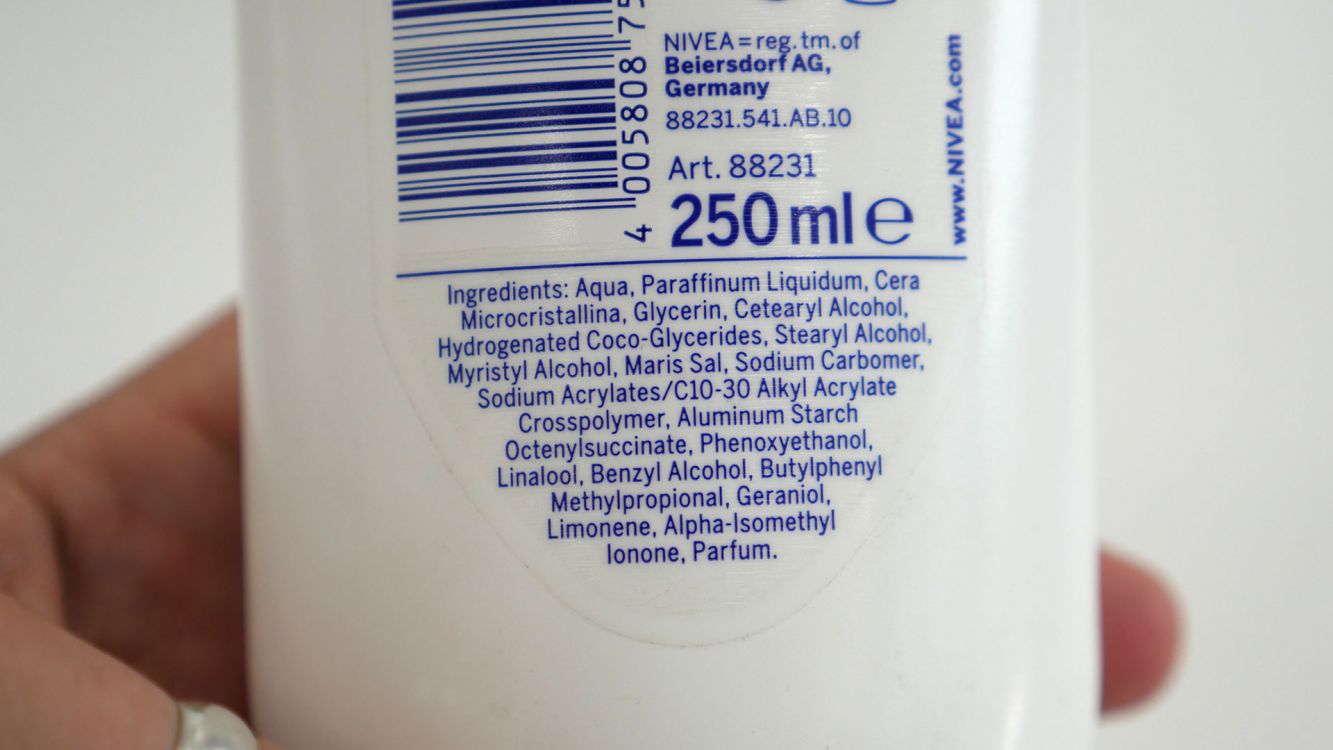 NIVEA=reg.tm.of
Beiersdorf AG,
Germany
88231.541.AB.10
Art. 88231
250 ml e
www.NIVEA.com
4 005808 75
Ingredients: Aqua, Paraffinum Liquidum, Cera
Microcristallina, Glycerin, Cetearyl Alcohol,
Hydrogenated Coco-Glycerides, Stearyl Alcohol,
Myristyl Alcohol, Maris Sal, Sodium Carbomer,
Sodium Acrylates/C10-30 Alkyl Acrylate
Crosspolymer, Aluminum Starch
Octenylsuccinate, Phenoxyethanol,
Linalool, Benzyl Alcohol, Butylphenyl
Methylpropional, Geraniol,
Limonene, Alpha-Isomethyl
Ionone, Parfum.